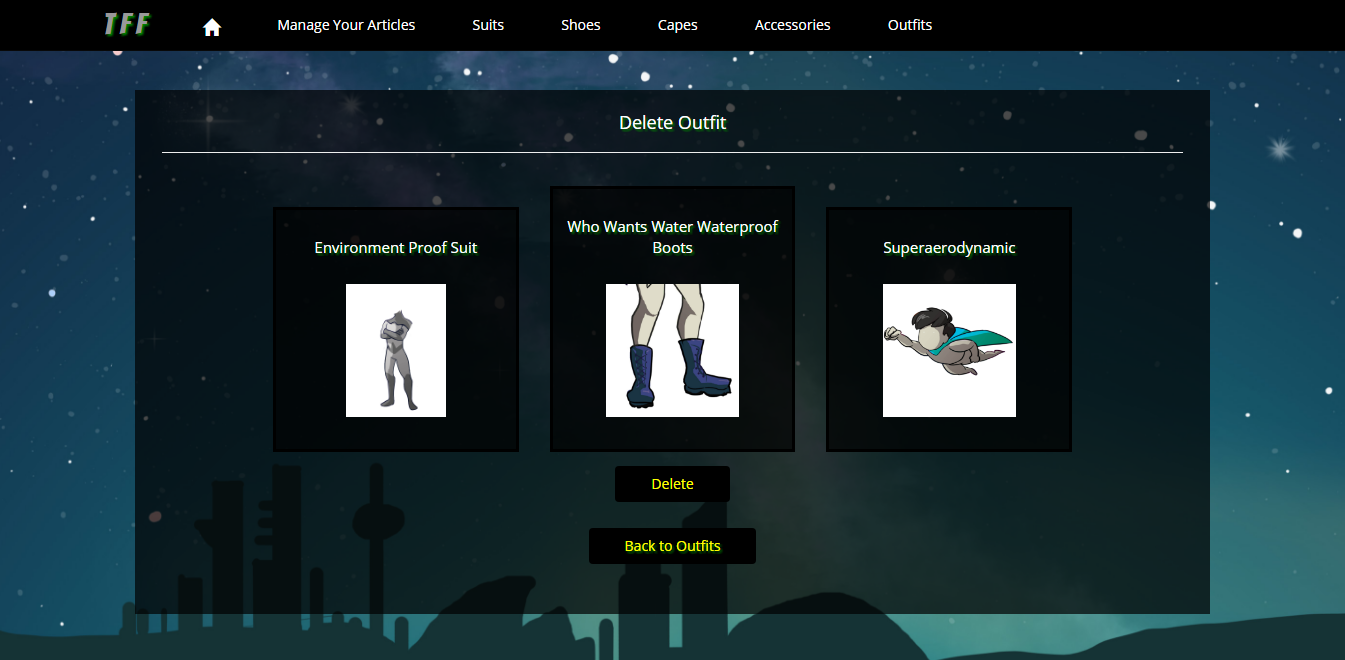 TFF
Manage Your Articles
Suits
Shoes
Capes
Accessories
Outfits
Delete Outfit
Environment Proof Suit
Who Wants Water Waterproof
Boots
Superaerodynamic
Delete
Back to Outfits